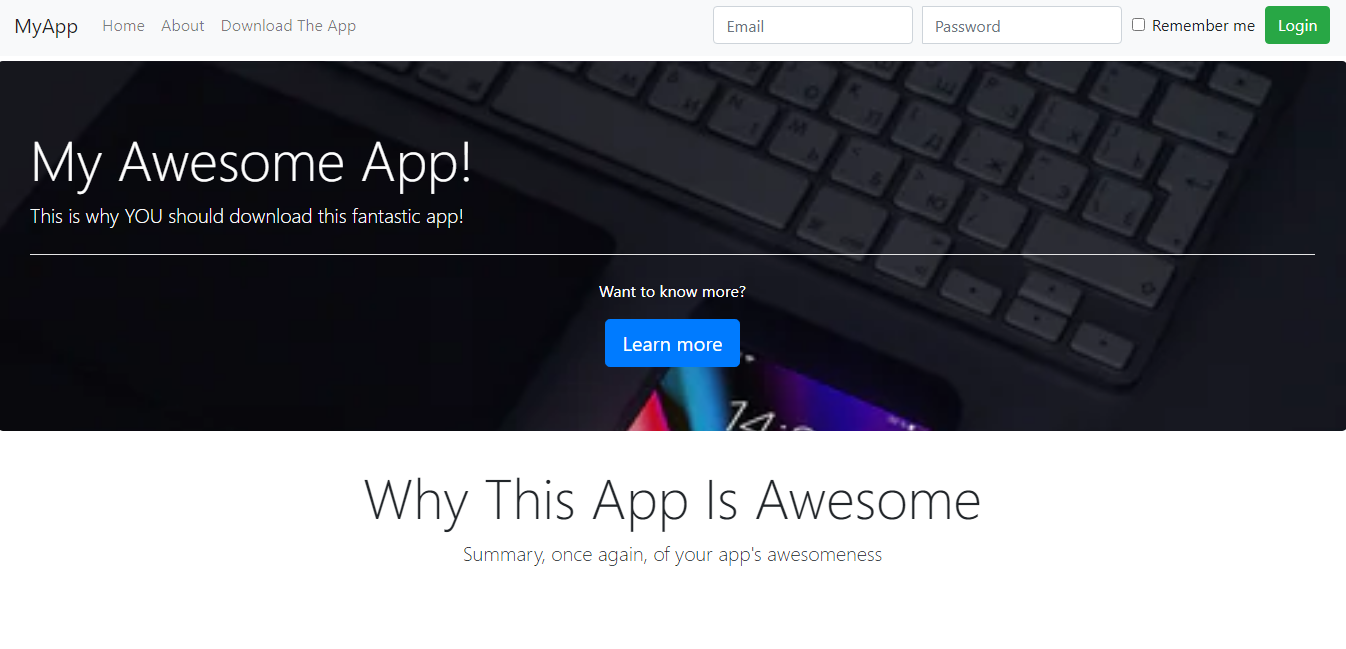 MyApp Home About Download The App Email Password Remember me Login
My Awesome App!
This is why YOU should download this fantastic app!
Want to know more?
Learn more
Why This App Is Awesome
Summary, once again, of your app's awesomeness